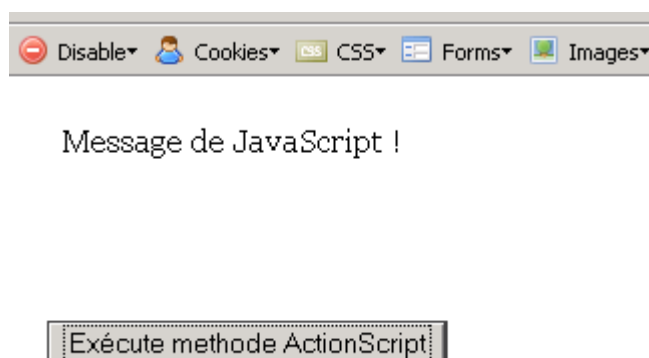 Disable Cookies CSS Forms Images
Message de JavaScript !
Exécute methode ActionScript